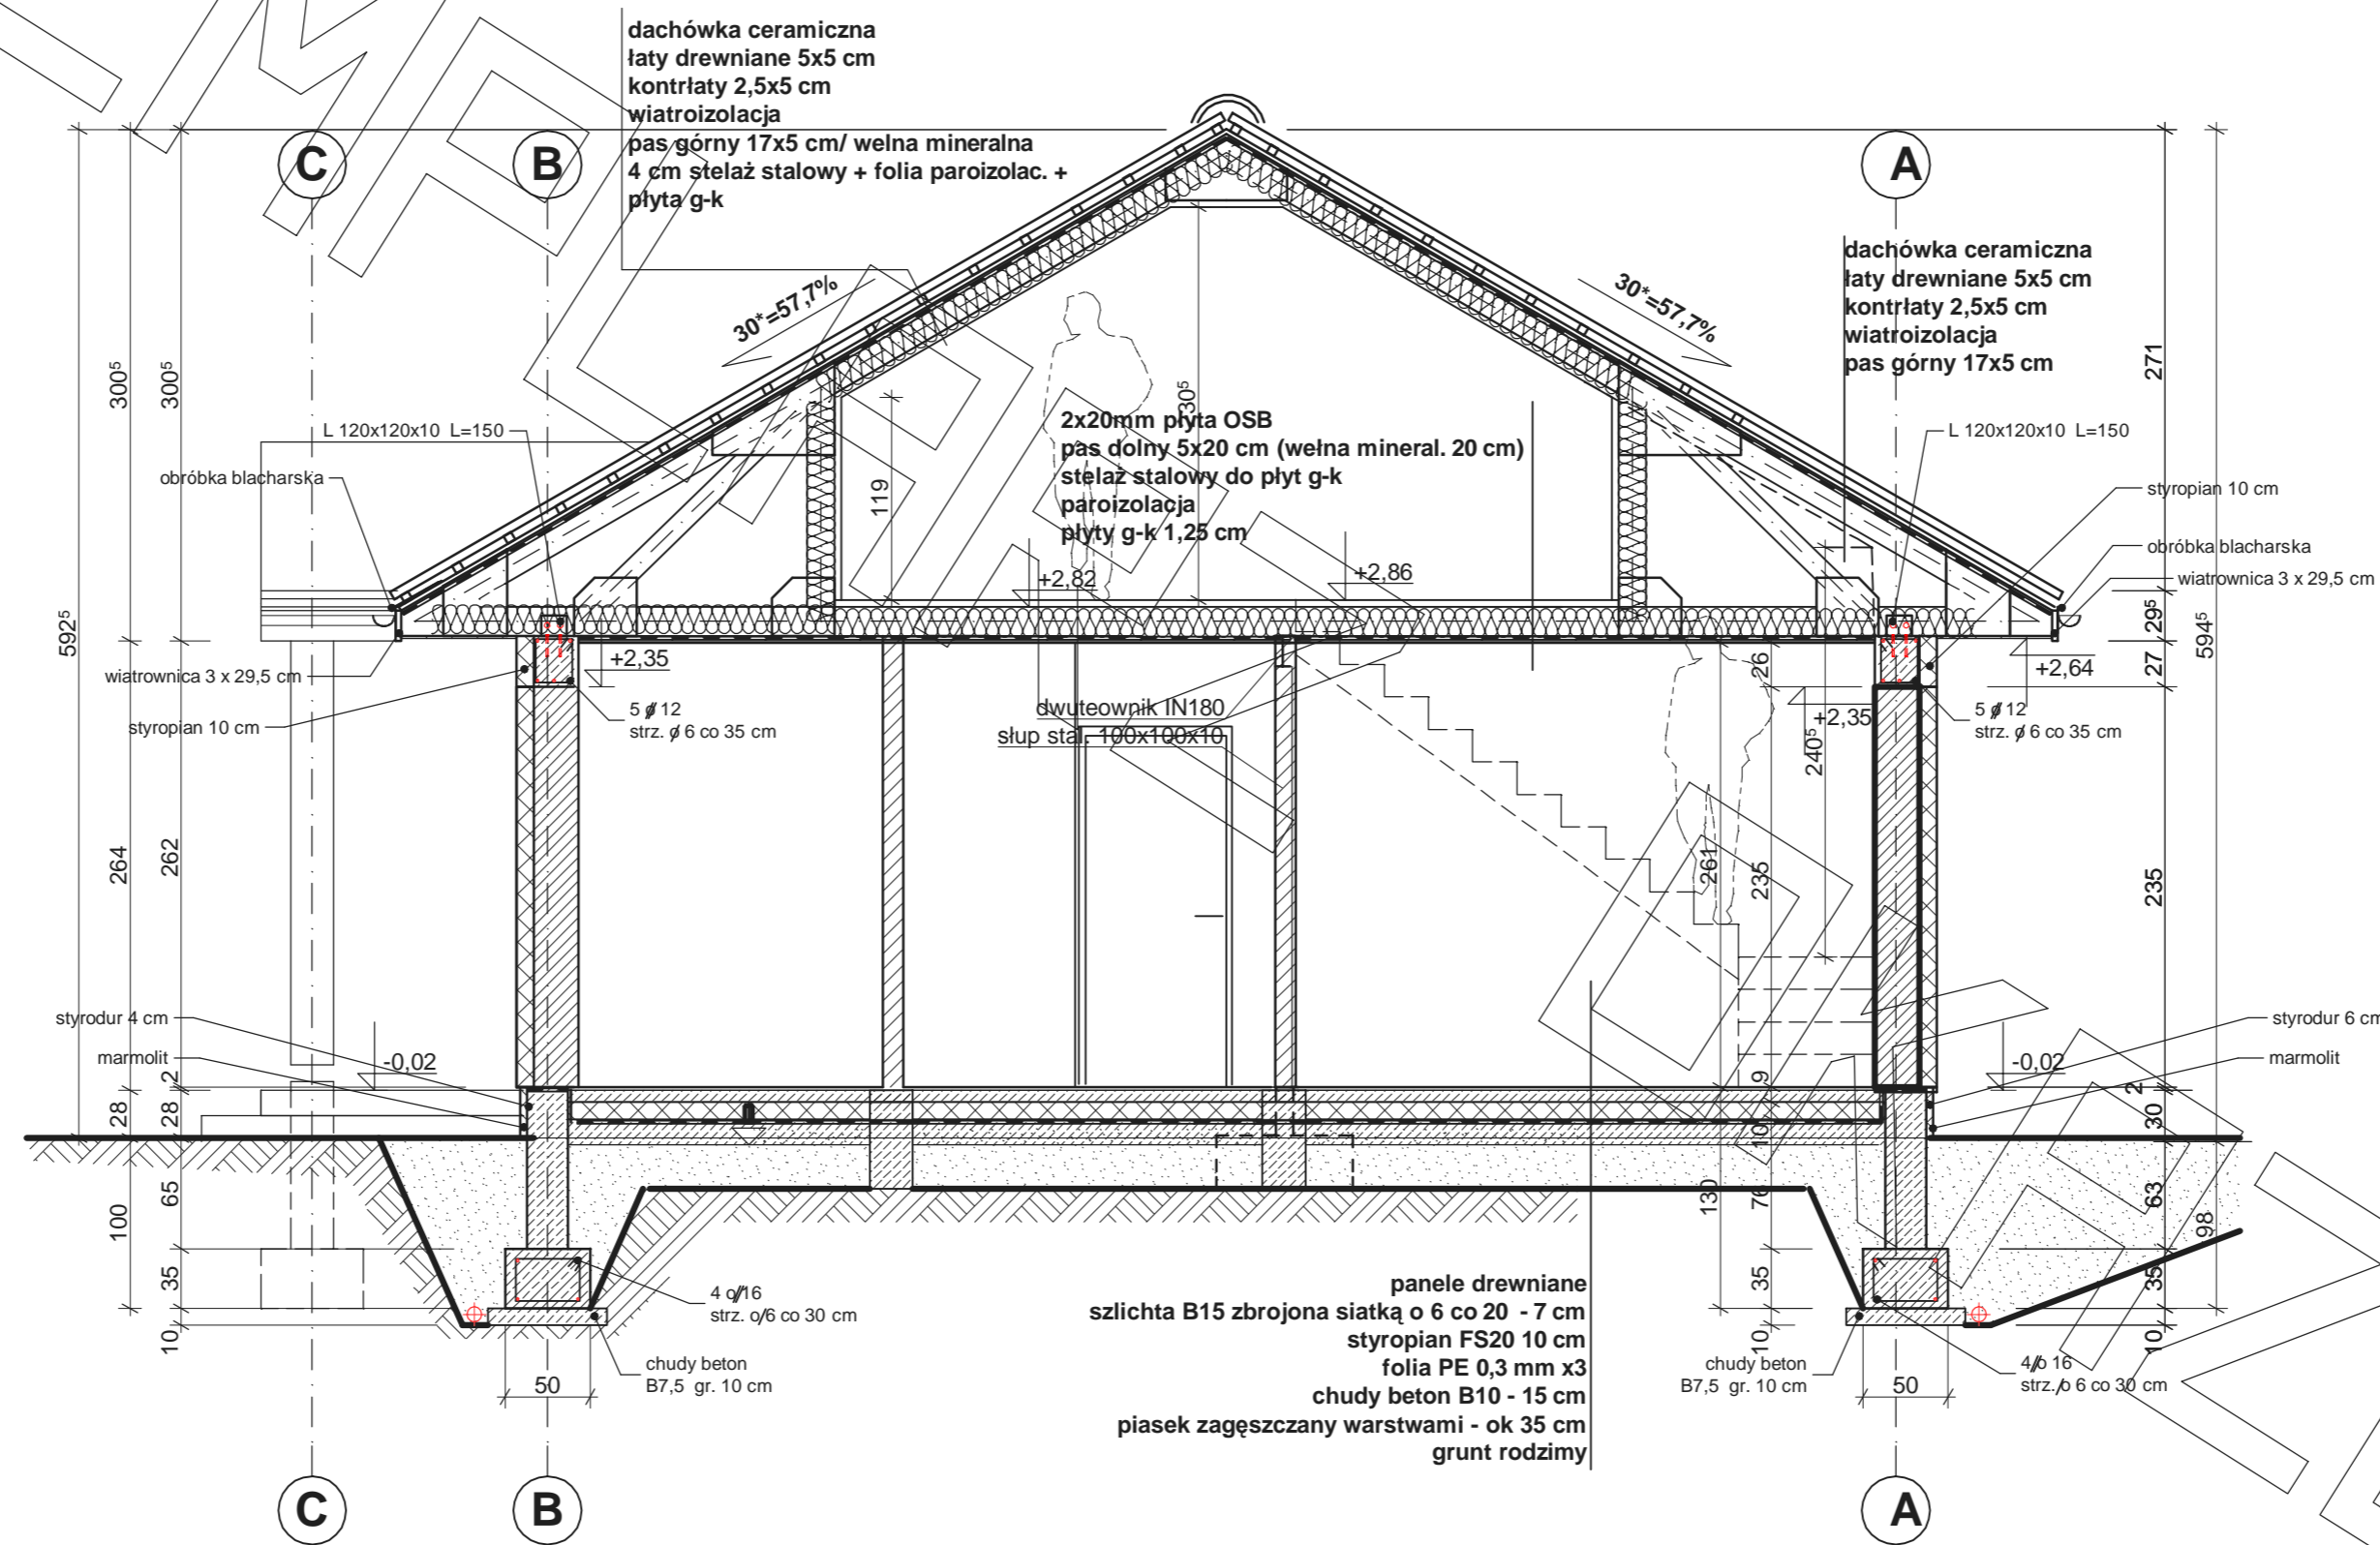 dachówka ceramiczna
łaty drewniane 5x5 cm
kontrłaty 2,5x5 cm
wiatroizolacja
pas górny 17x5 cm/ welna mineralna
4 cm stelaż stalowy + folia paroizolac. +
płyta g-k
C
B
A
dachówka ceramiczna
łaty drewniane 5x5 cm
kontrłaty 2,5x5 cm
wiatroizolacja
pas górny 17x5 cm
30*=57,7%
30*=57,7%
300⁵
300⁵
271
L 120x120x10 L=150
L 120x120x10 L=150
obróbka blacharska
styropian 10 cm
obróbka blacharska
wiatrownica 3 x 29,5 cm
2x20mm płyta OSB
pas dolny 5x20 cm (wełna mineral. 20 cm)
stelaż stalowy do płyt g-k
paroizolacja
płyty g-k 1,25 cm
119
+2,82
+2,86
592⁵
29⁵
594⁵
27
26
+2,35
+2,64
wiatrownica 3 x 29,5 cm
styropian 10 cm
5 ø 12
strz. ø 6 co 35 cm
dwuteownik IN180
słup stal. 100x100x10
+2,35
240⁵
5 ø 12
strz. ø 6 co 35 cm
264
262
261
235
235
styrodur 4 cm
marmolit
-0,02
-0,02
styrodur 6 cm
marmolit
2
28
28
9
10
2
30
100
65
35
10
130
76
35
10
63
98
35
10
4 o/16
strz. o/6 co 30 cm
chudy beton
B7,5 gr. 10 cm
50
panele drewniane
szlichta B15 zbrojona siatką o 6 co 20 - 7 cm
styropian FS20 10 cm
folia PE 0,3 mm x3
chudy beton B10 - 15 cm
piasek zagęszczany warstwami - ok 35 cm
grunt rodzimy
chudy beton
B7,5 gr. 10 cm
50
4/o 16
strz./o 6 co 30 cm
C
B
A